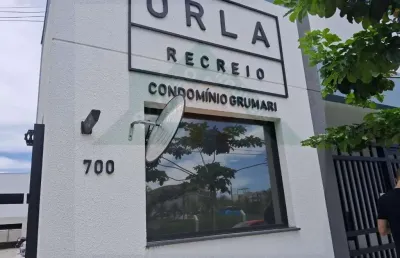 ORLA
RECREIO
CONDOMÍNIO GRUMARI
700